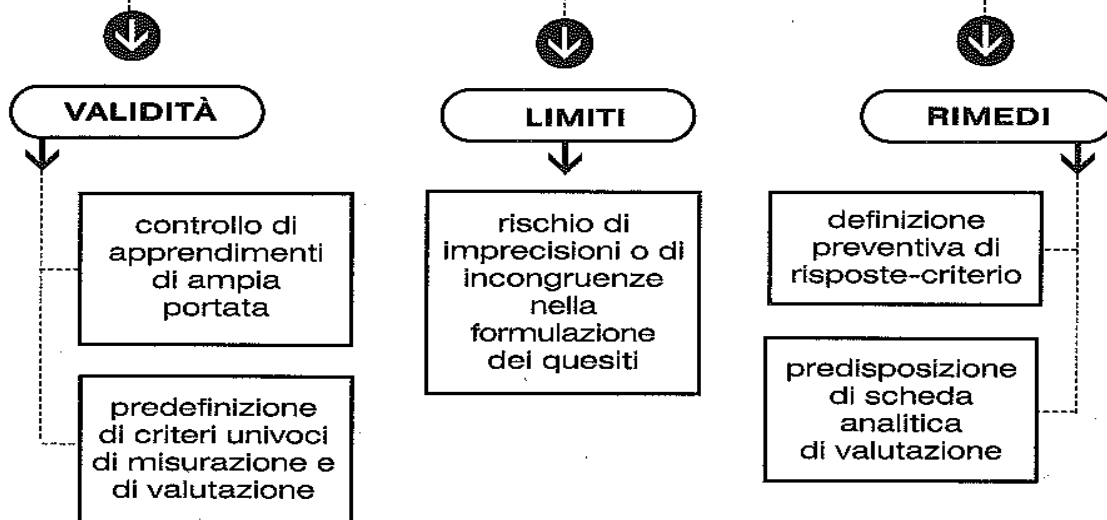 VALIDITÀ
controllo di
apprendimenti
di ampia
portata
predefinizione
di criteri univoci
di misurazione e
di valutazione
LIMITI
rischio di
imprecisioni o di
incongruenze
nella
formulazione
dei quesiti
RIMEDI
definizione
preventiva di
risposte-criterio
predisposizione
di scheda
analitica
di valutazione